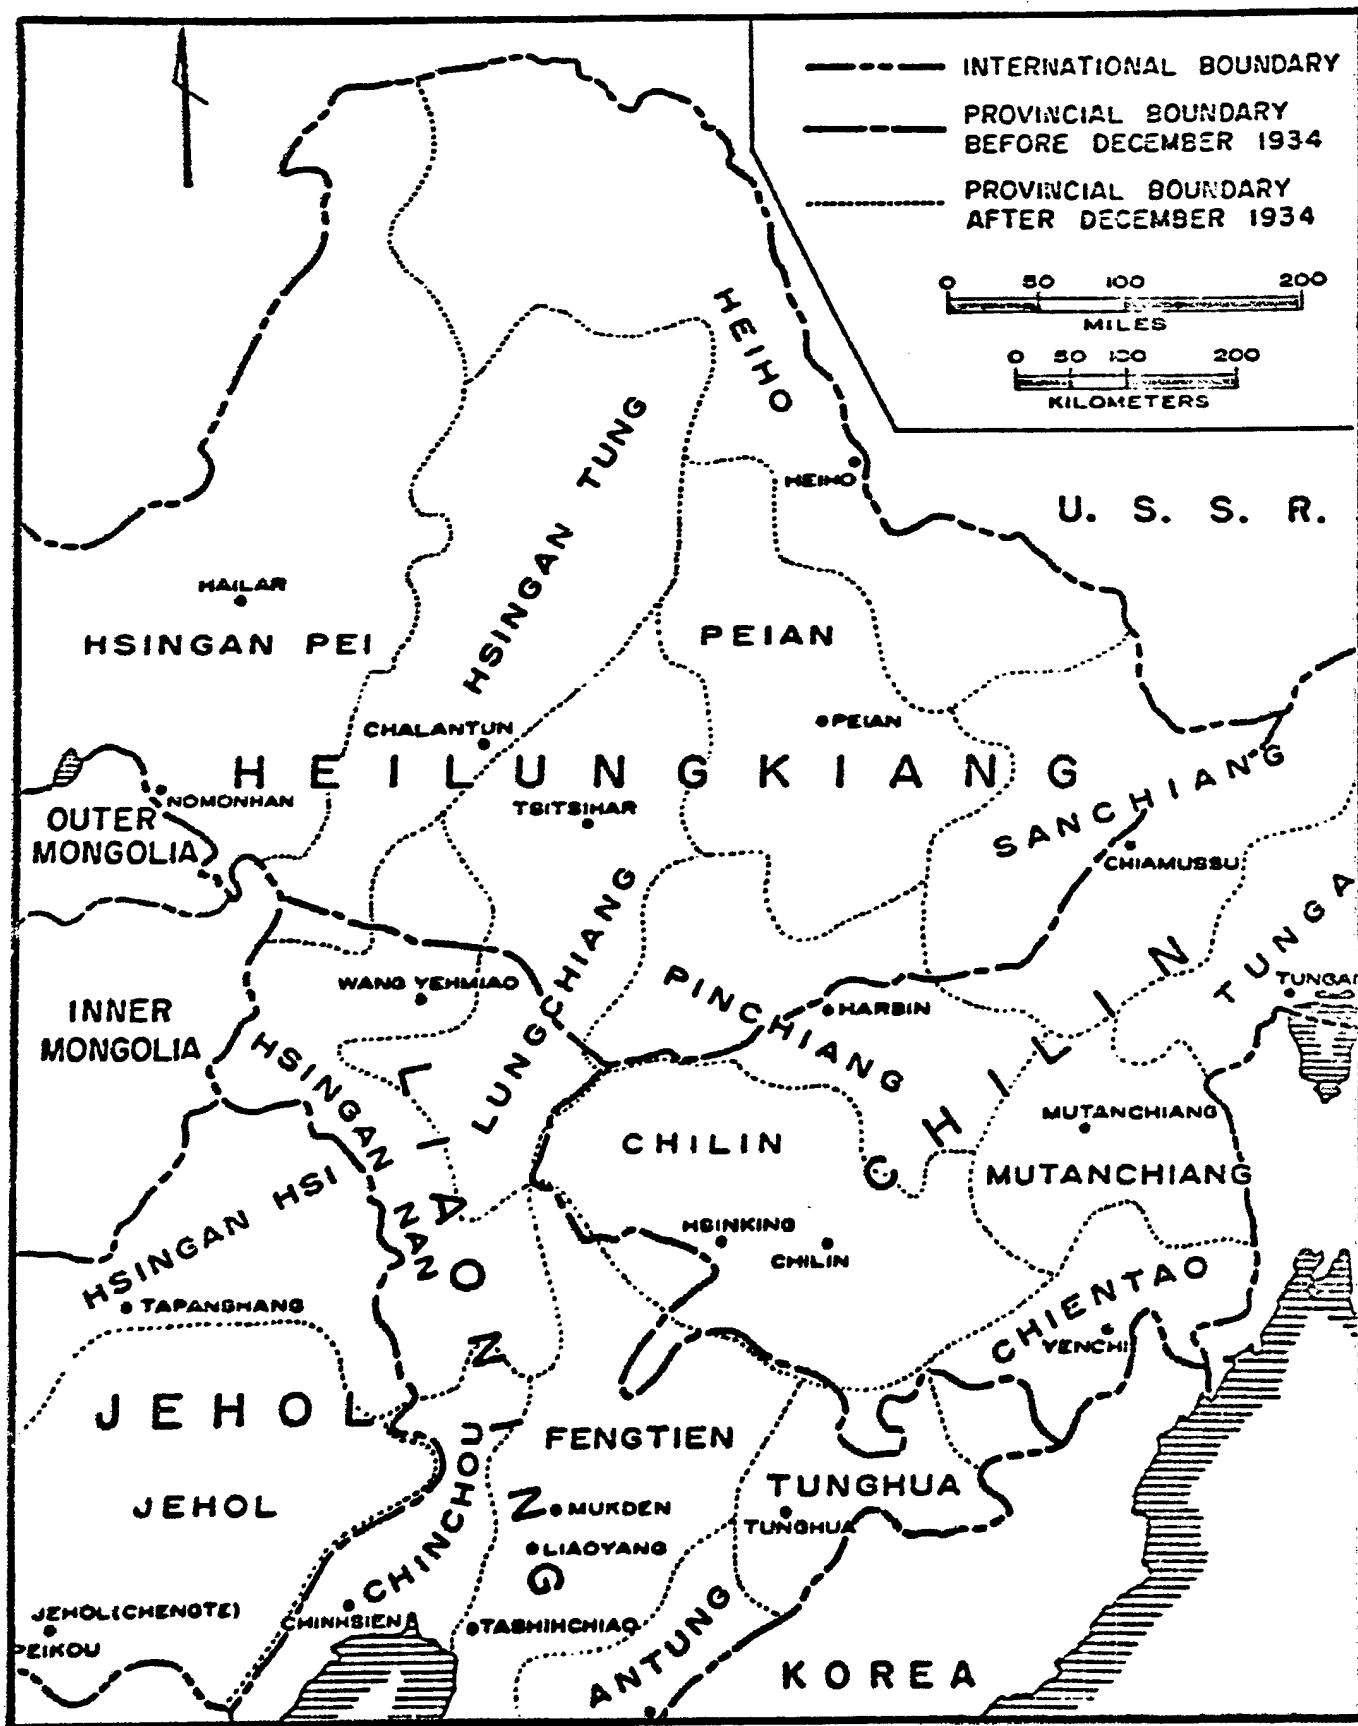 INTERNATIONAL BOUNDARY
PROVINCIAL BOUNDARY
BEFORE DECEMBER 1934
PROVINCIAL BOUNDARY
AFTER DECEMBER 1934
0 50 100 200
MILES
0 50 100 200
KILOMETERS
HEIHO
HEIHO
U. S. S. R.
HSINGAN TUNG
HAILAR
HSINGAN PEI
PEIAN
PEIAN
CHALANTUN
HEILUNGKIANG
NOMONHAN
TSITSIHAR
OUTER
MONGOLIA
SANCHIANG
CHIAMUSSU
LUNGCHIANG
WANG YEHMIAO
PINCHIANG
HARBIN
TUNGA
TUNGAN
INNER
MONGOLIA
HSINGAN NAN
CHILIN
CHILIN
MUTANCHIANG
MUTANCHIANG
HSINGAN HSI
LIAONING
HSINKING
CHILIN
TAPANGHANG
CHIENTAO
YENCHI
JEHOL
JEHOL
CHINCHOU
FENGTIEN
TUNGHUA
TUNGHUA
MUKDEN
LIAOYANG
JEHOL (CHENGTE)
PEIKOU
CHINHSIEN
TASHIHCHIAO
ANTUNG
KOREA